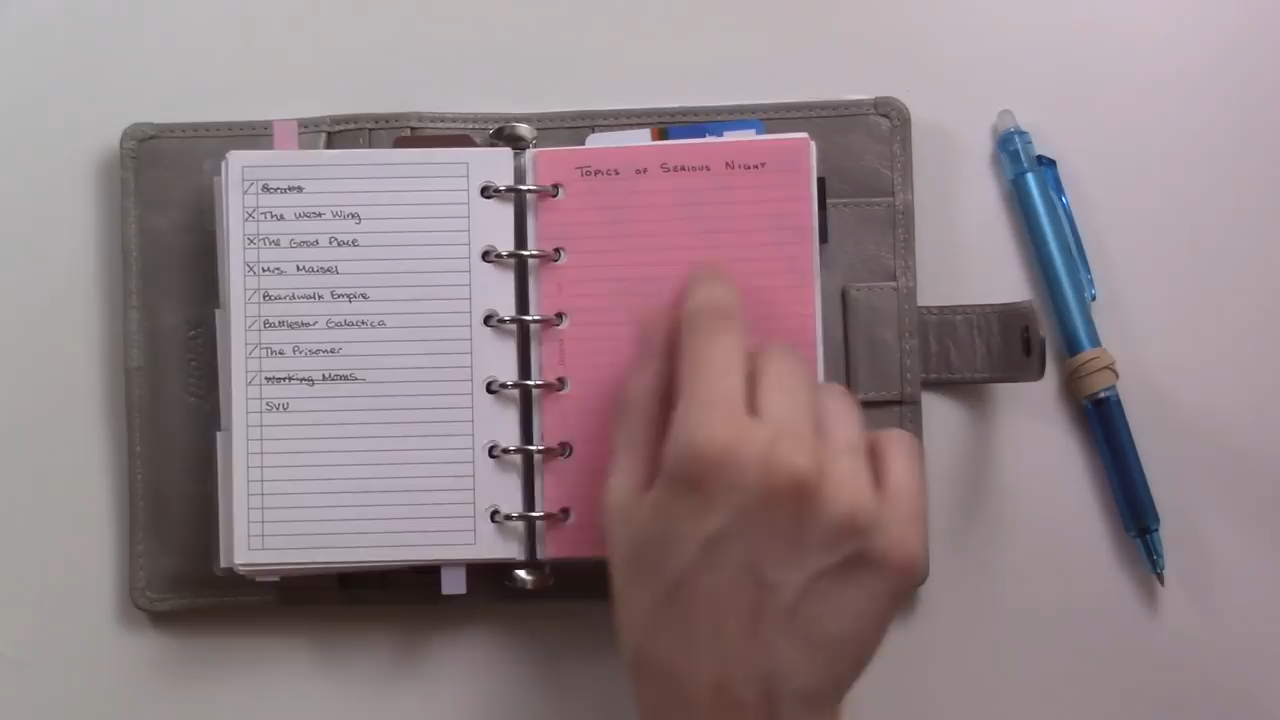 / Sorates
X The West Wing
X The Good Place
X Mrs. Maisel
/ Boardwalk Empire
/ Battlestar Galactica
/ The Prisoner
/ Working Moms
SVU
TOPICS OF SERIOUS NIGHT